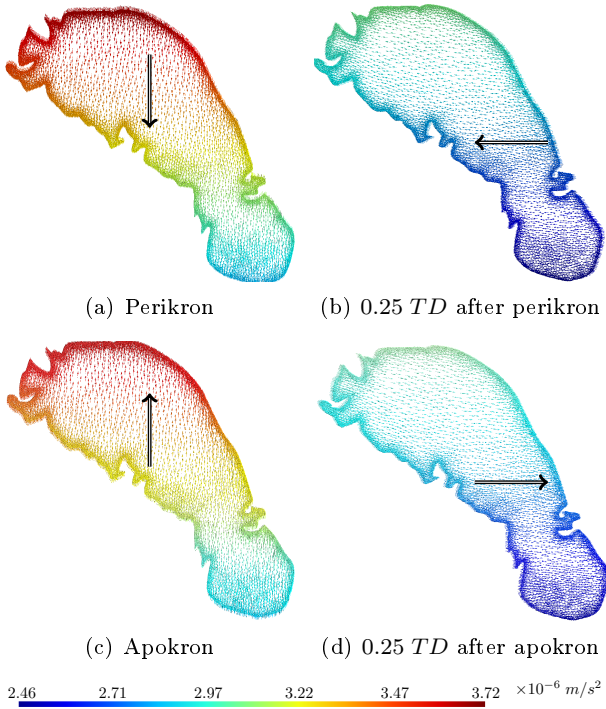 (a) Perikron
(b) 0.25 TD after perikron
(c) Apokron
(d) 0.25 TD after apokron
2.46 2.71 2.97 3.22 3.47 3.72 ×10⁻⁶ m/s²